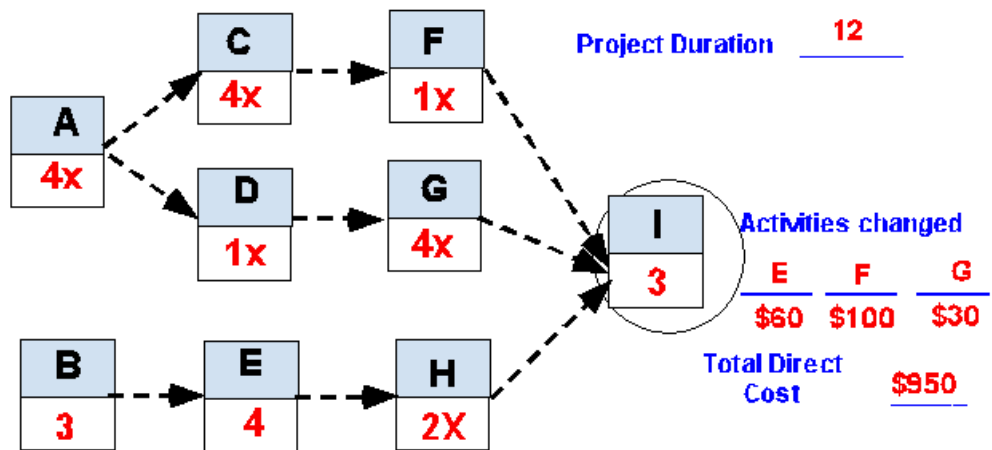 C
4x
F
1x
Project Duration 12
A
4x
D
1x
G
4x
I
3
Activities changed
E F G
$60 $100 $30
B
3
E
4
H
2X
Total Direct
Cost $950